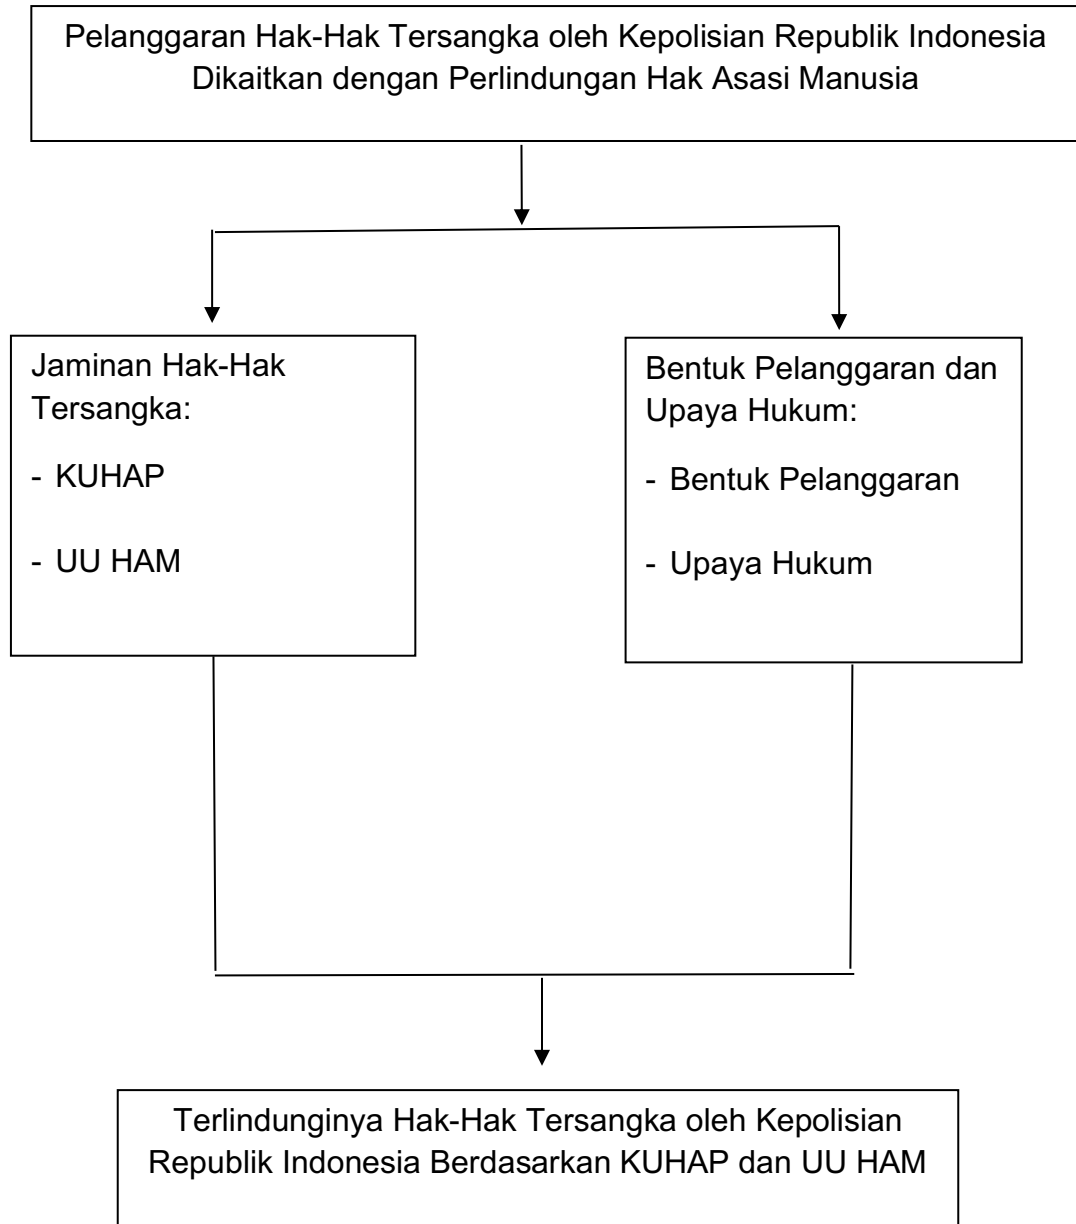 Pelanggaran Hak-Hak Tersangka oleh Kepolisian Republik Indonesia
Dikaitkan dengan Perlindungan Hak Asasi Manusia
Jaminan Hak-Hak
Tersangka:
- KUHAP
- UU HAM
Bentuk Pelanggaran dan
Upaya Hukum:
- Bentuk Pelanggaran
- Upaya Hukum
Terlindunginya Hak-Hak Tersangka oleh Kepolisian
Republik Indonesia Berdasarkan KUHAP dan UU HAM